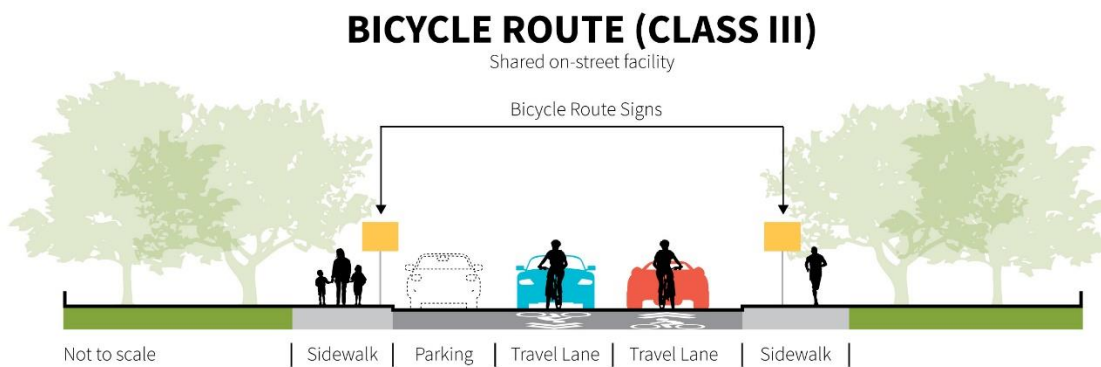 BICYCLE ROUTE (CLASS III)
Shared on-street facility
Bicycle Route Signs
Not to scale
Sidewalk
Parking
Travel Lane
Travel Lane
Sidewalk